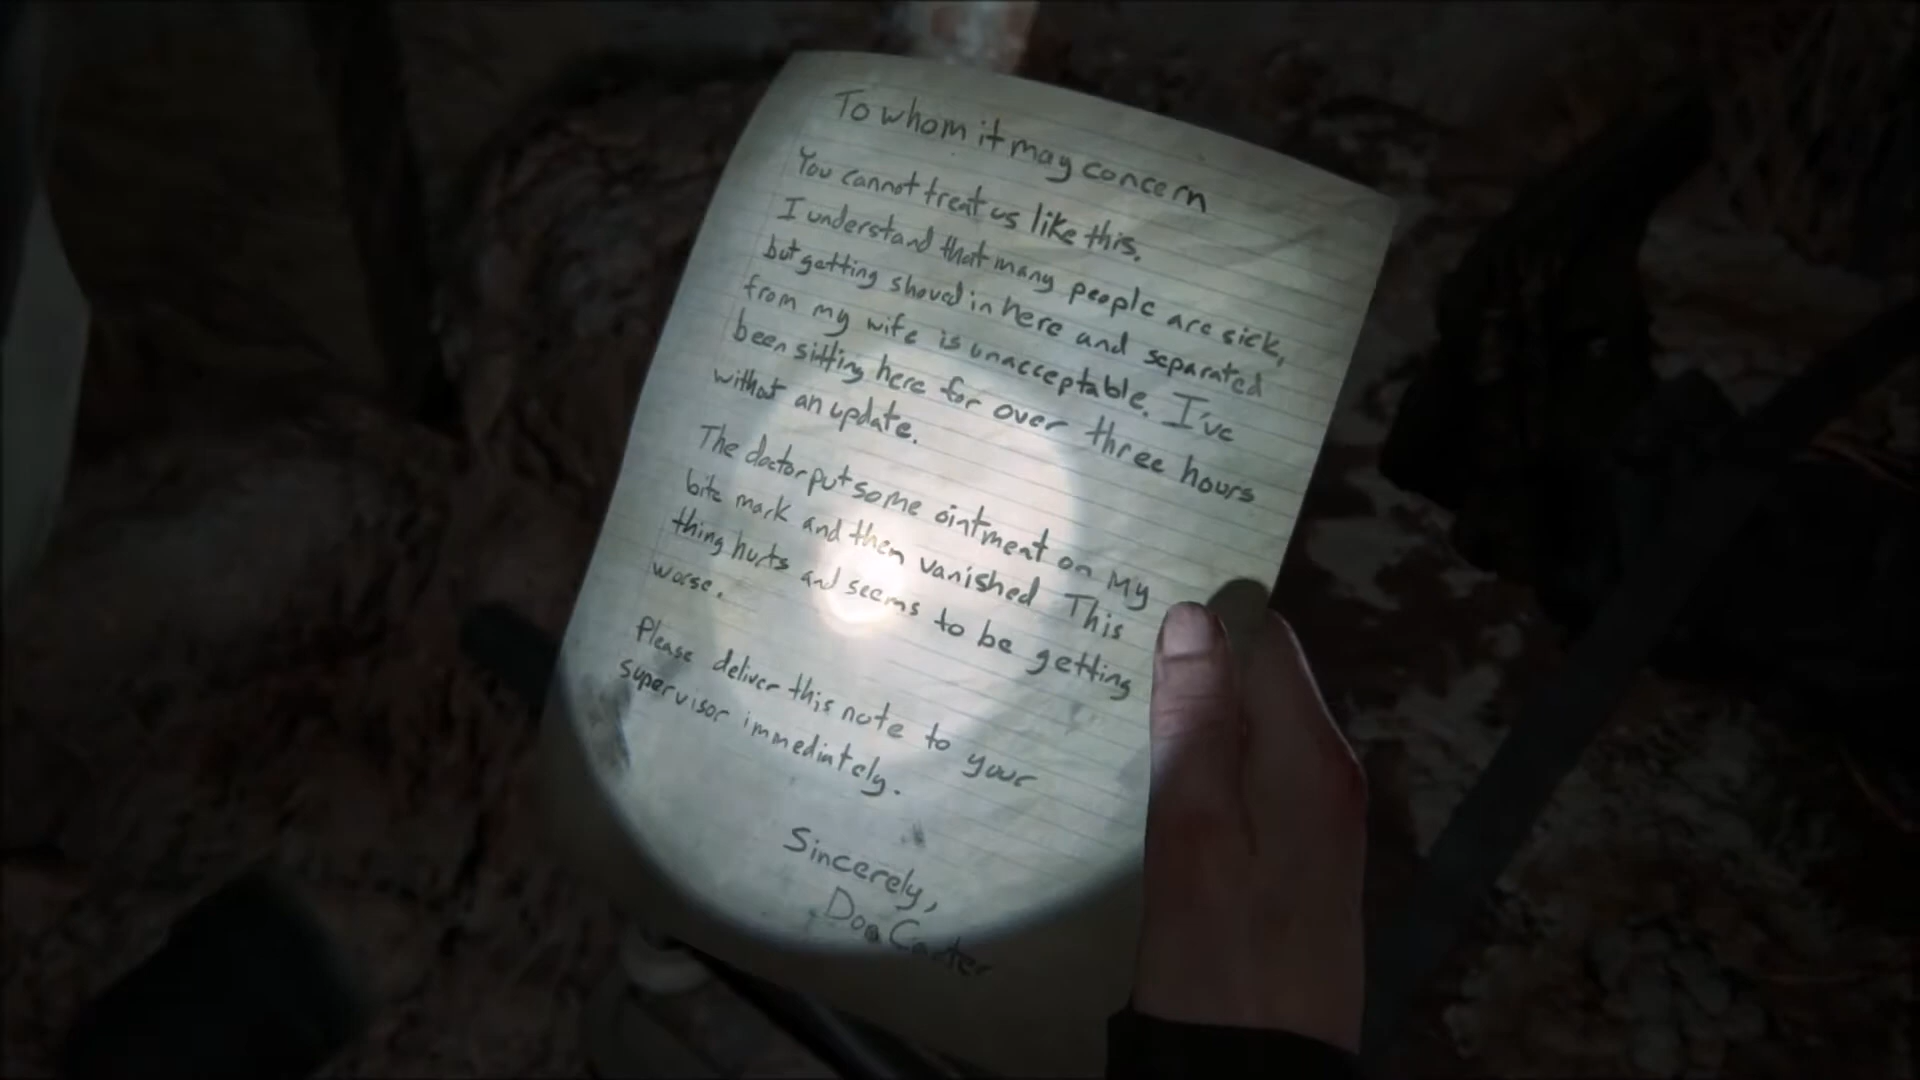 To whom it may concern
You cannot treat us like this.
I understand that many people are sick,
but getting shoved in here and separated
from my wife is unacceptable. I've
been sitting here for over three hours
without an update.
The doctor put some ointment on my
bite mark and then vanished This
thing hurts and seems to be getting
worse.
Please deliver this note to your
supervisor immediately.
Sincerely,
Don Carter